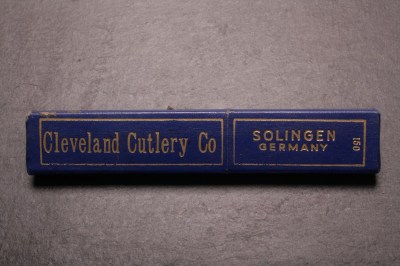 Cleveland Cutlery Co
SOLINGEN
GERMANY
150